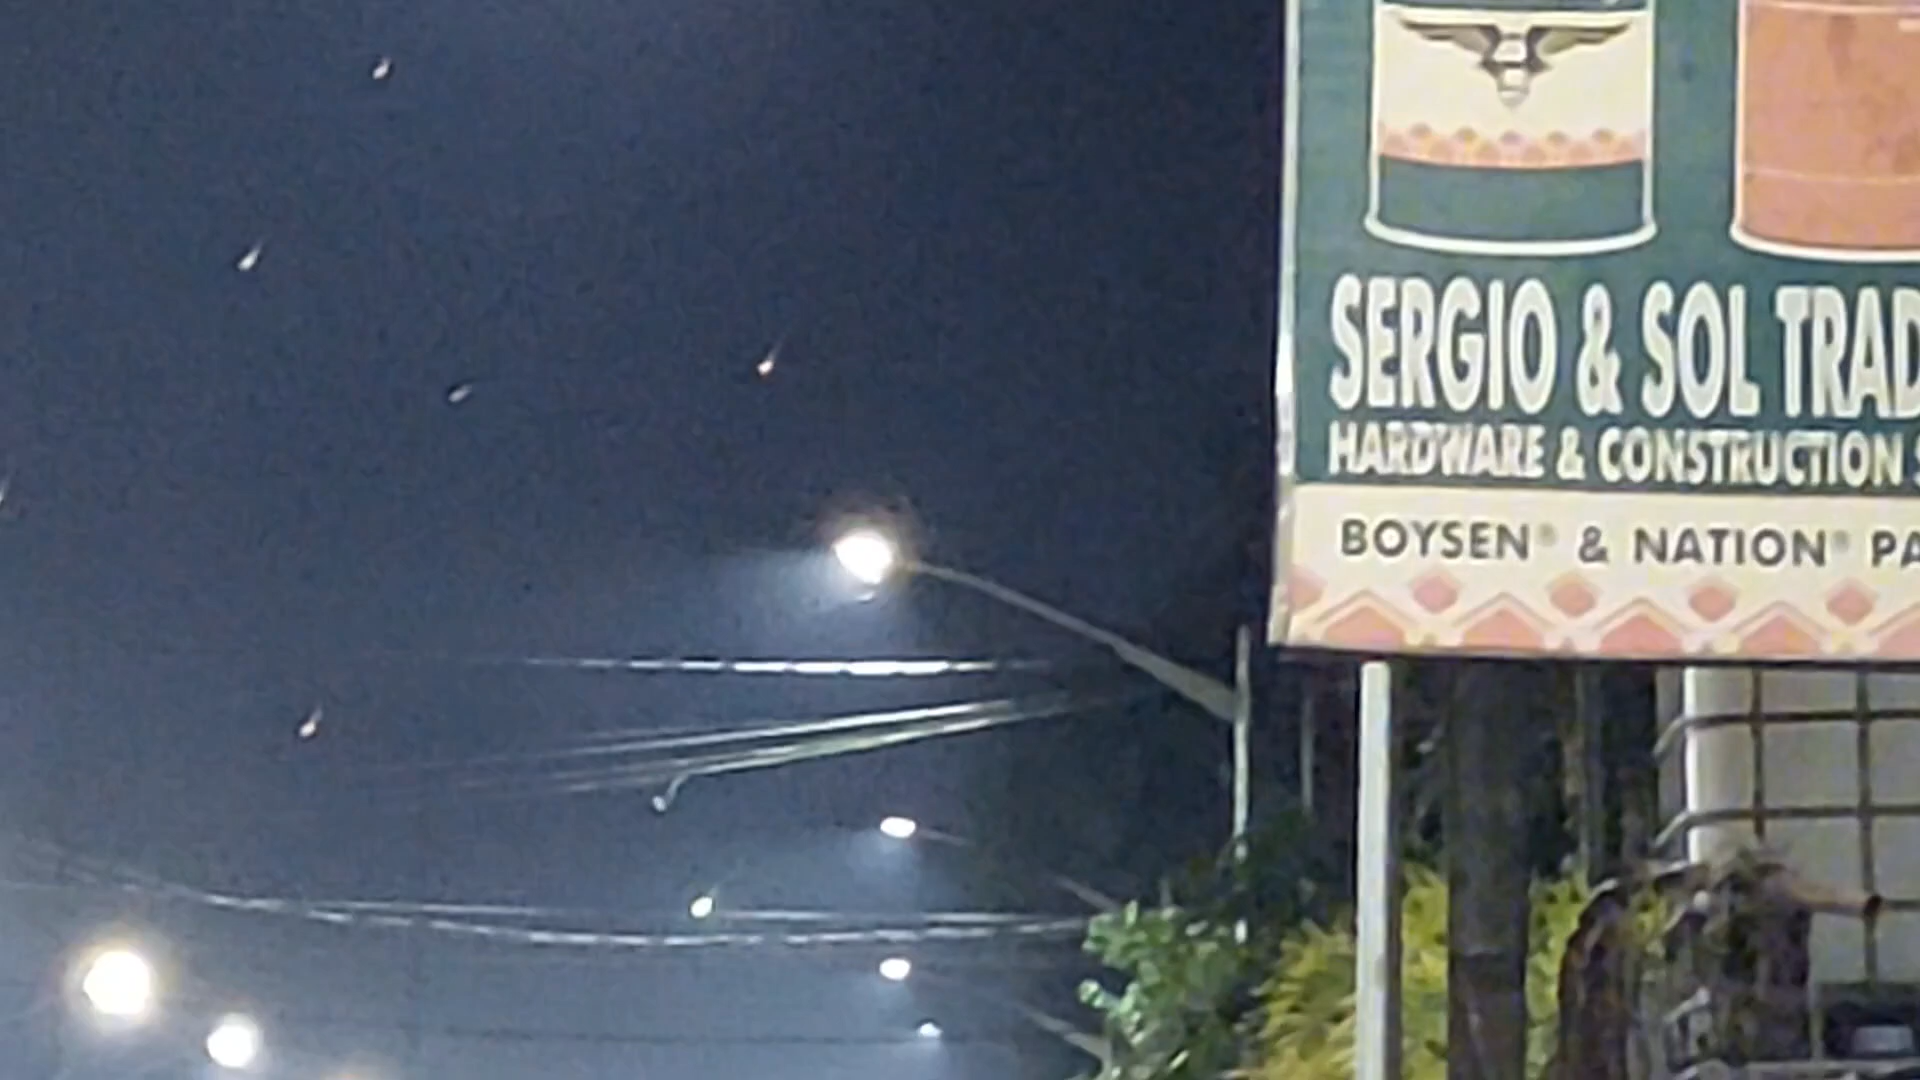 SERGIO & SOL TRAD
HARDWARE & CONSTRUCTION S
BOYSEN® & NATION® PA